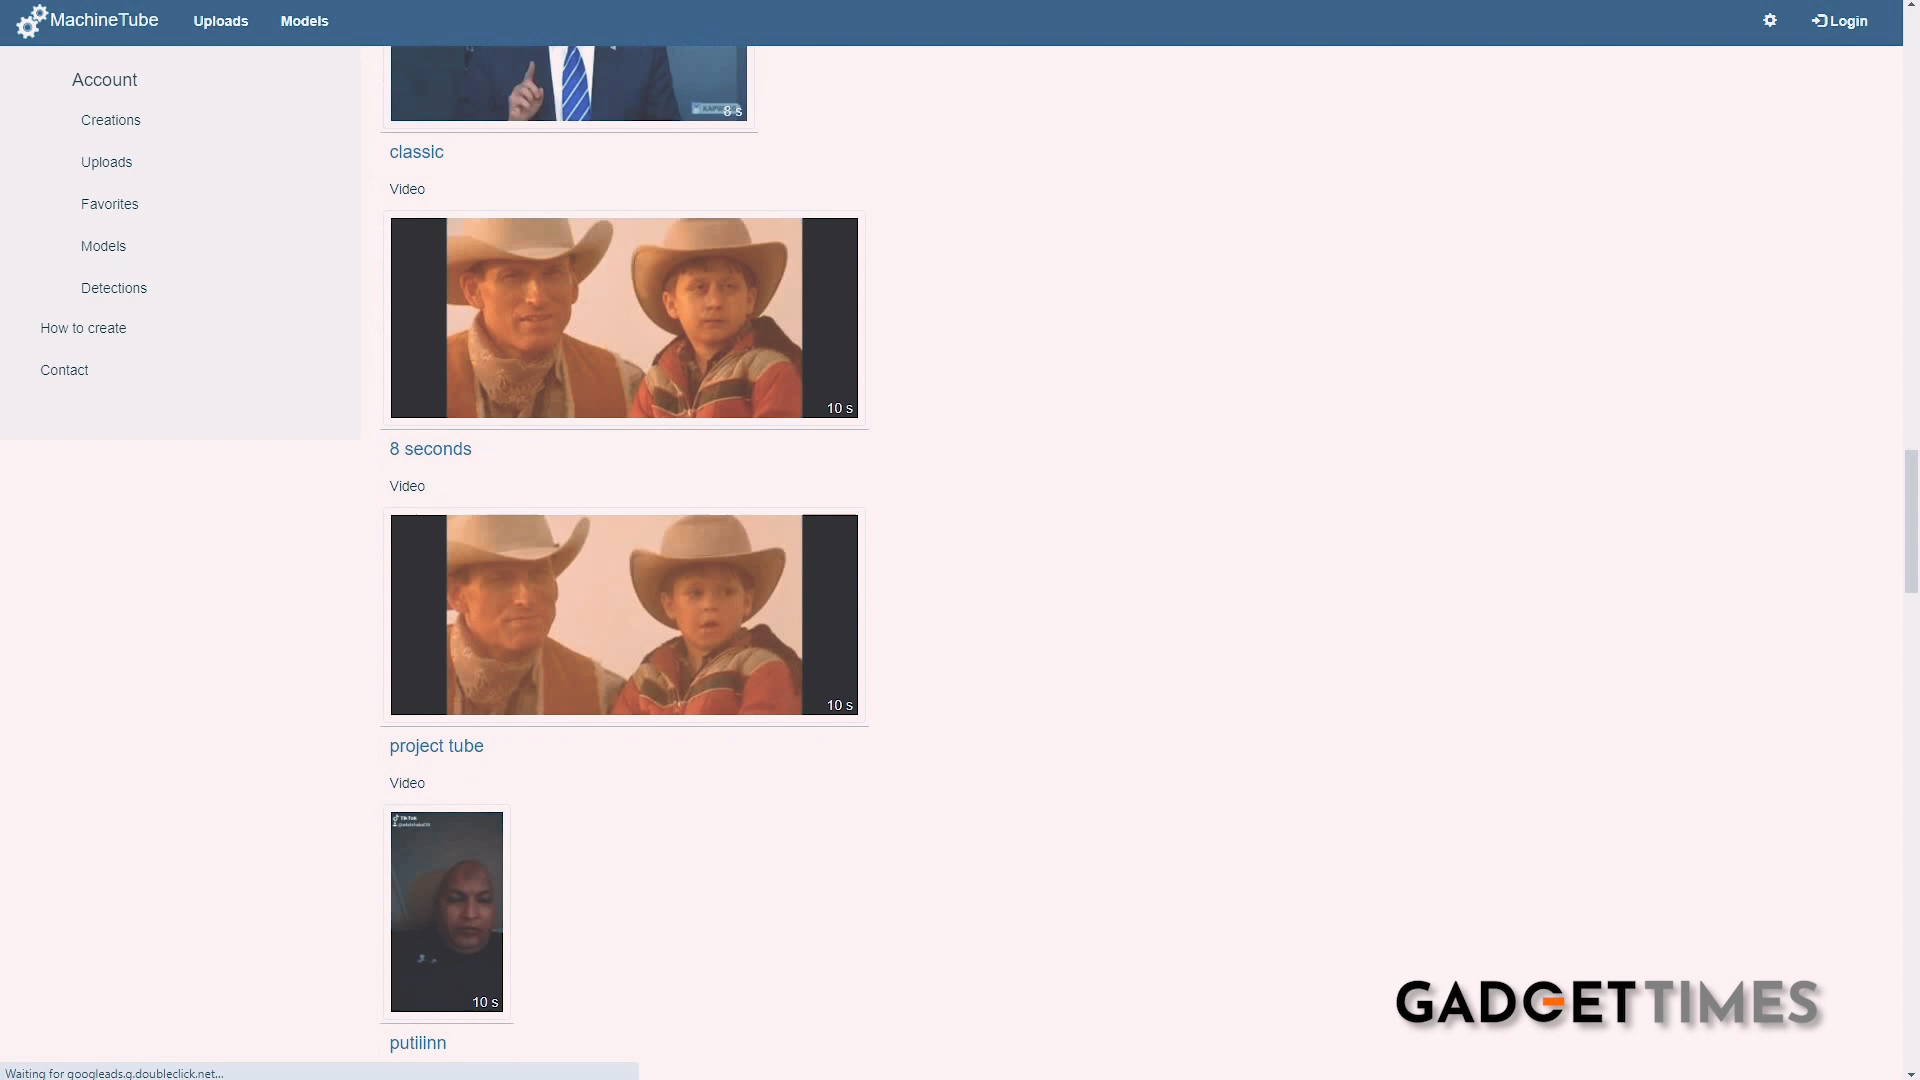 MachineTube Uploads Models Login
Account
Creations
Uploads
Favorites
Models
Detections
How to create
Contact
8 s
classic
Video
10 s
8 seconds
Video
10 s
project tube
Video
TikTok
10 s
putiiinn
GADGETTIMES
Waiting for googleads.g.doubleclick.net...